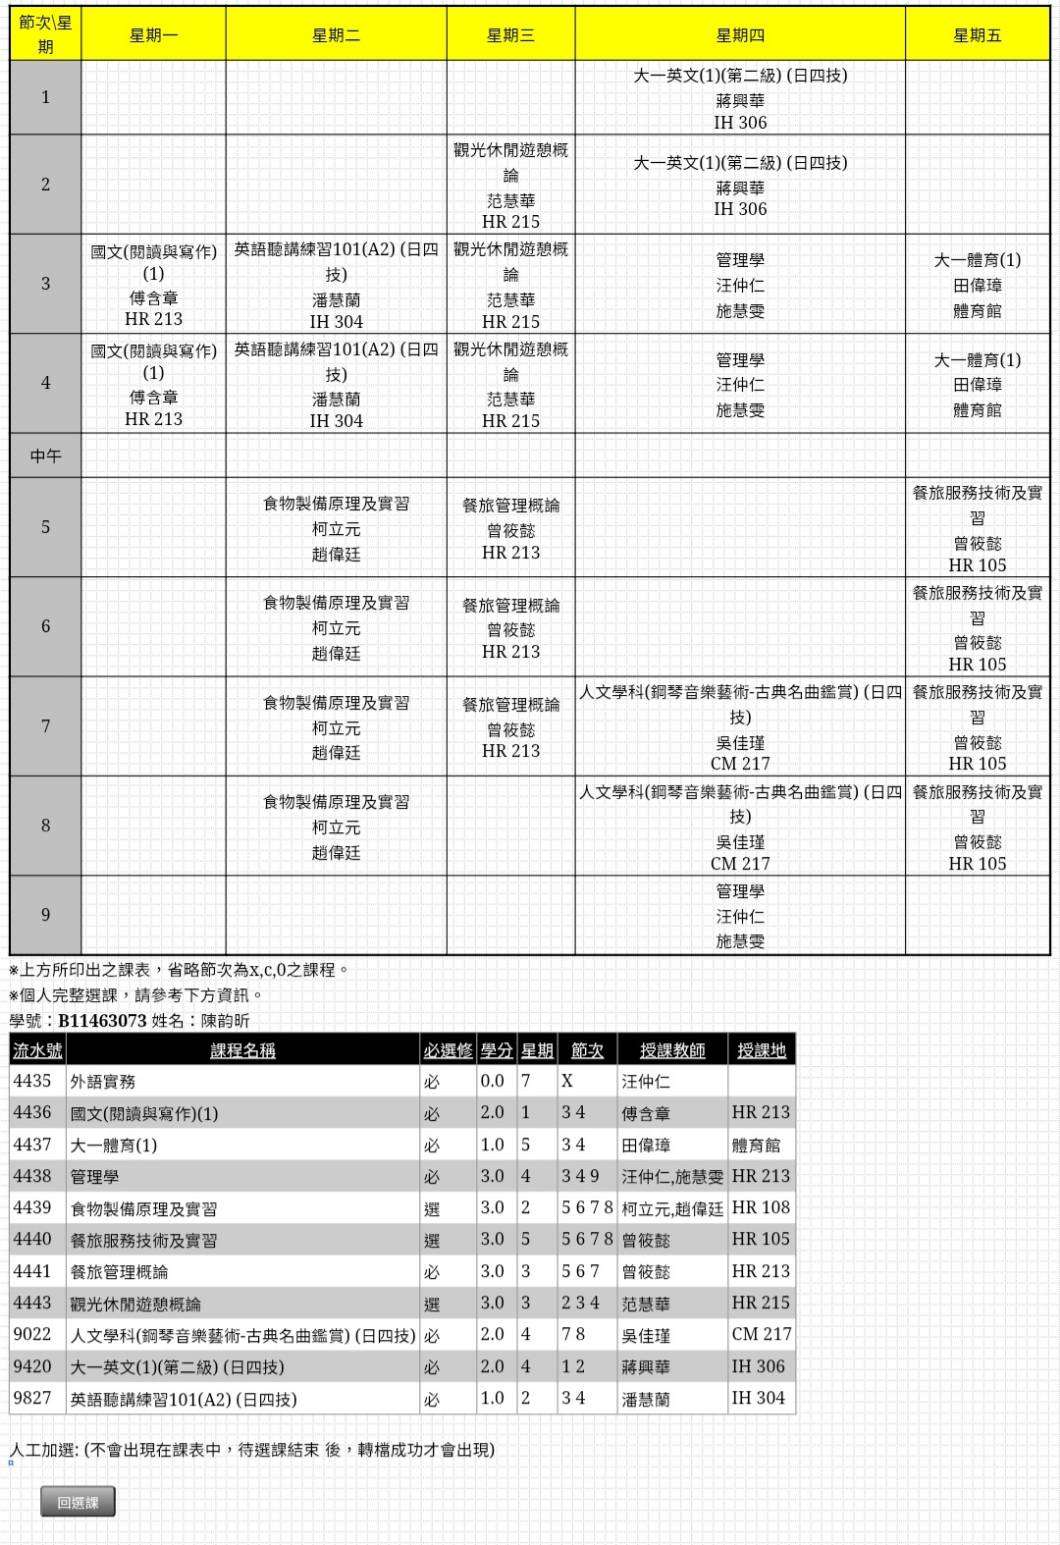 節次\星期 星期一 星期二 星期三 星期四 星期五
1 大一英文(1)(第二級) (日四技) 蔣興華 IH 306
2 觀光休閒遊憩概論 范慧華 HR 215 大一英文(1)(第二級) (日四技) 蔣興華 IH 306
3 國文(閱讀與寫作)(1) 傅含章 HR 213 英語聽講練習101(A2) (日四技) 潘慧蘭 IH 304 觀光休閒遊憩概論 范慧華 HR 215 管理學 汪仲仁 施慧雯 大一體育(1) 田偉璋 體育館
4 國文(閱讀與寫作)(1) 傅含章 HR 213 英語聽講練習101(A2) (日四技) 潘慧蘭 IH 304 觀光休閒遊憩概論 范慧華 HR 215 管理學 汪仲仁 施慧雯 大一體育(1) 田偉璋 體育館
中午
5 食物製備原理及實習 柯立元 趙偉廷 餐旅管理概論 曾筱懿 HR 213 餐旅服務技術及實習 曾筱懿 HR 105
6 食物製備原理及實習 柯立元 趙偉廷 餐旅管理概論 曾筱懿 HR 213 餐旅服務技術及實習 曾筱懿 HR 105
7 食物製備原理及實習 柯立元 趙偉廷 餐旅管理概論 曾筱懿 HR 213 人文學科(鋼琴音樂藝術-古典名曲鑑賞) (日四技) 吳佳瑾 CM 217 餐旅服務技術及實習 曾筱懿 HR 105
8 食物製備原理及實習 柯立元 趙偉廷 人文學科(鋼琴音樂藝術-古典名曲鑑賞) (日四技) 吳佳瑾 CM 217 餐旅服務技術及實習 曾筱懿 HR 105
9 管理學 汪仲仁 施慧雯
※上方所印出之課表，省略節次為x,c,0之課程。
※個人完整選課，請參考下方資訊。
學號：B11463073 姓名：陳韵昕
流水號 課程名稱 必選修 學分 星期 節次 授課教師 授課地
4435 外語實務 必 0.0 7 X 汪仲仁
4436 國文(閱讀與寫作)(1) 必 2.0 1 3 4 傅含章 HR 213
4437 大一體育(1) 必 1.0 5 3 4 田偉璋 體育館
4438 管理學 必 3.0 4 3 4 9 汪仲仁,施慧雯 HR 213
4439 食物製備原理及實習 選 3.0 2 5 6 7 8 柯立元,趙偉廷 HR 108
4440 餐旅服務技術及實習 選 3.0 5 5 6 7 8 曾筱懿 HR 105
4441 餐旅管理概論 必 3.0 3 5 6 7 曾筱懿 HR 213
4443 觀光休閒遊憩概論 選 3.0 3 2 3 4 范慧華 HR 215
9022 人文學科(鋼琴音樂藝術-古典名曲鑑賞) (日四技) 必 2.0 4 7 8 吳佳瑾 CM 217
9420 大一英文(1)(第二級) (日四技) 必 2.0 4 1 2 蔣興華 IH 306
9827 英語聽講練習101(A2) (日四技) 必 1.0 2 3 4 潘慧蘭 IH 304
人工加選: (不會出現在課表中，待選課結束 後，轉檔成功才會出現)
回選課